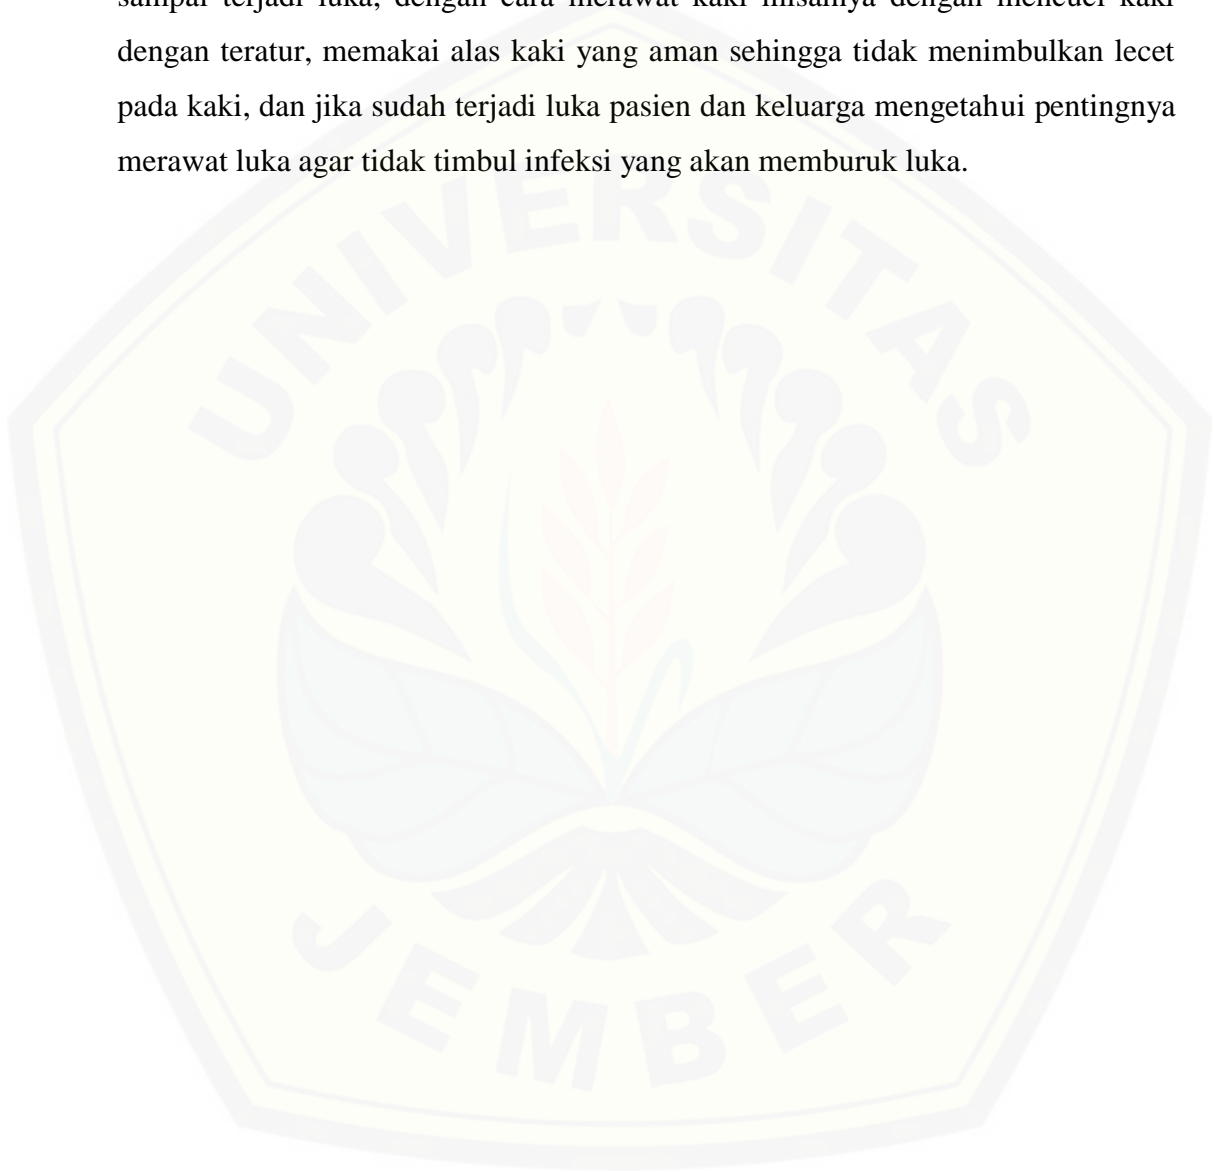 sampai terjadi luka, dengan cara merawat kaki misalnya dengan mencuci kaki
dengan teratur, memakai alas kaki yang aman sehingga tidak menimbulkan lecet
pada kaki, dan jika sudah terjadi luka pasien dan keluarga mengetahui pentingnya
merawat luka agar tidak timbul infeksi yang akan memburuk luka.
UNIVERSITAS
JEMBER